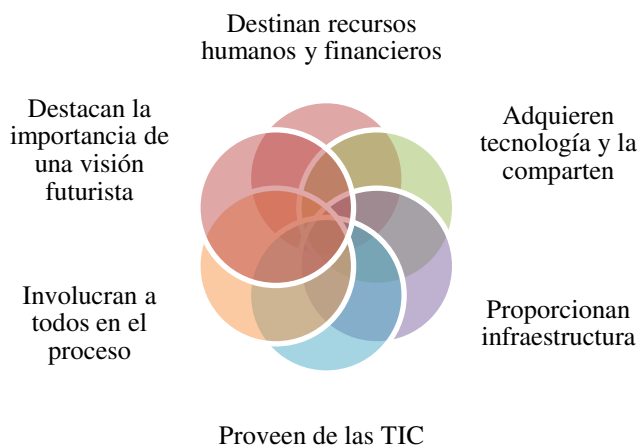 Destinan recursos
humanos y financieros
Adquieren
tecnología y la
comparten
Proporcionan
infraestructura
Proveen de las TIC
Involucran a
todos en el
proceso
Destacan la
importancia de
una visión
futurista